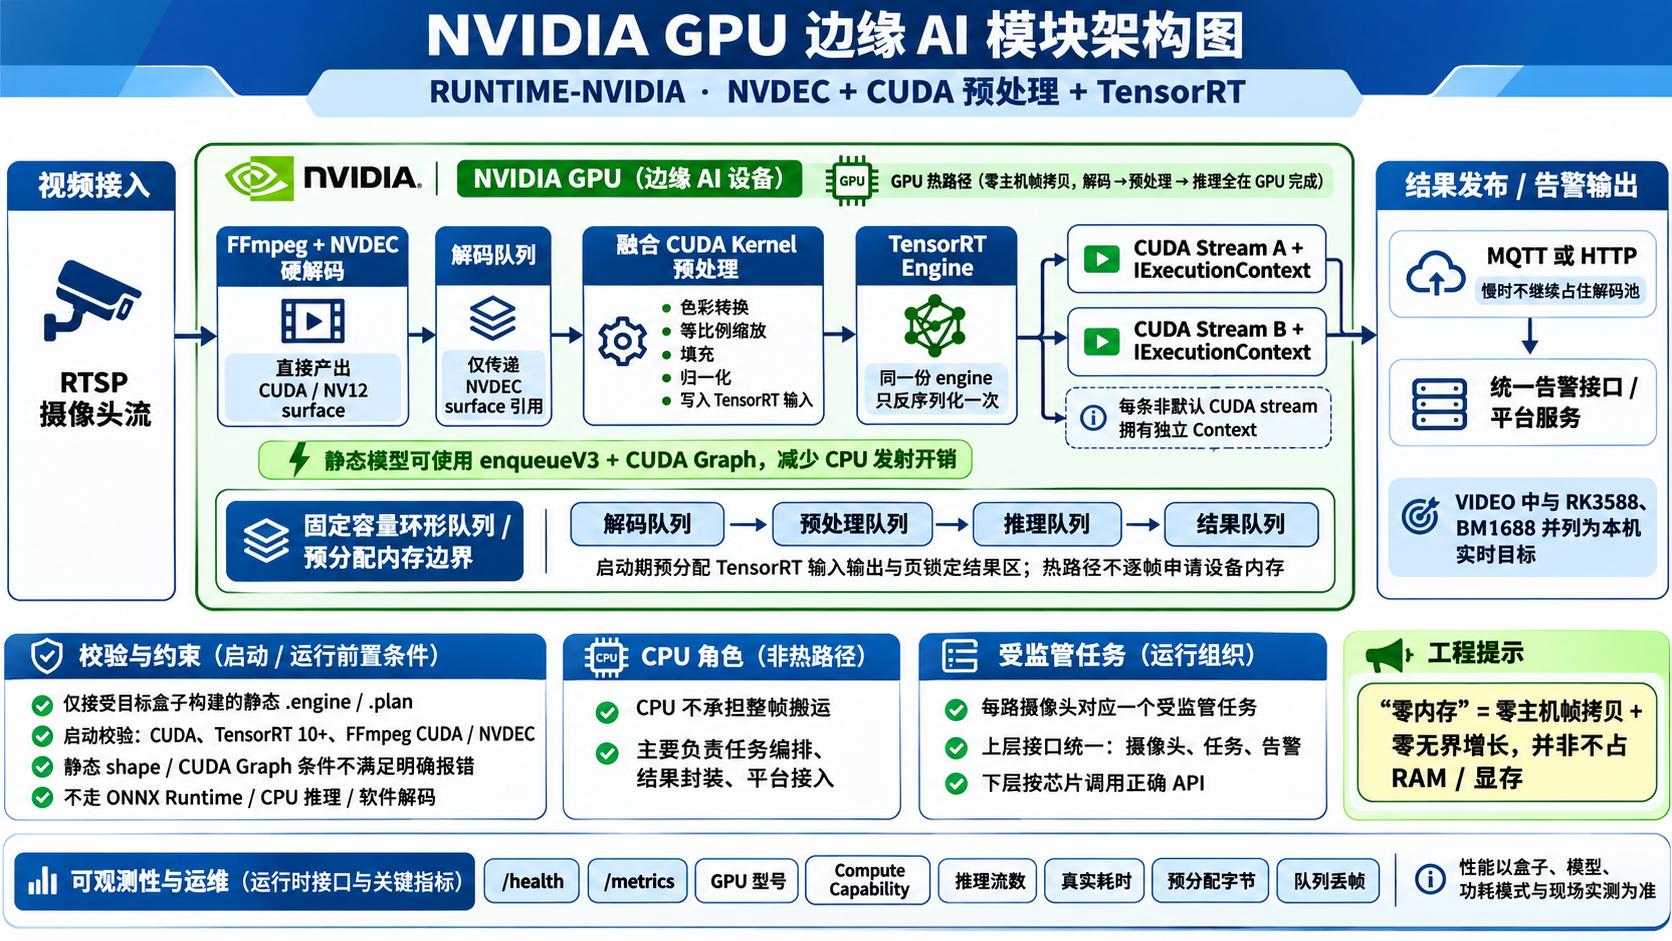 NVIDIA GPU 边缘 AI 模块架构图
RUNTIME-NVIDIA · NVDEC + CUDA 预处理 + TensorRT
视频接入
RTSP
摄像头流
NVIDIA.
NVIDIA GPU（边缘 AI 设备）
GPU
GPU 热路径（零主机帧拷贝，解码→预处理→推理全在 GPU 完成）
FFmpeg + NVDEC
硬解码
直接产出
CUDA / NV12
surface
解码队列
仅传递
NVDEC
surface 引用
融合 CUDA Kernel
预处理
色彩转换
等比例缩放
填充
归一化
写入 TensorRT 输入
TensorRT
Engine
同一份 engine
只反序列化一次
CUDA Stream A +
IExecutionContext
CUDA Stream B +
IExecutionContext
每条非默认 CUDA stream
拥有独立 Context
静态模型可使用 enqueueV3 + CUDA Graph，减少 CPU 发射开销
固定容量环形队列 /
预分配内存边界
解码队列
预处理队列
推理队列
结果队列
启动期预分配 TensorRT 输入输出与页锁定结果区；热路径不逐帧申请设备内存
结果发布 / 告警输出
MQTT 或 HTTP
慢时不继续占住解码池
统一告警接口 /
平台服务
VIDEO 中与 RK3588、
BM1688 并列为本机
实时目标
校验与约束（启动 / 运行前置条件）
仅接受目标盒子构建的静态 .engine / .plan
启动校验：CUDA、TensorRT 10+、FFmpeg CUDA / NVDEC
静态 shape / CUDA Graph 条件不满足明确报错
不走 ONNX Runtime / CPU 推理 / 软件解码
CPU
CPU 角色（非热路径）
CPU 不承担整帧搬运
主要负责任务编排、
结果封装、平台接入
受监管任务（运行组织）
每路摄像头对应一个受监管任务
上层接口统一：摄像头、任务、告警
下层按芯片调用正确 API
工程提示
“零内存” = 零主机帧拷贝 +
零无界增长，并非不占
RAM / 显存
可观测性与运维（运行时接口与关键指标）
/health
/metrics
GPU 型号
Compute
Capability
推理流数
真实耗时
预分配字节
队列丢帧
性能以盒子、模型、
功耗模式与现场实测为准